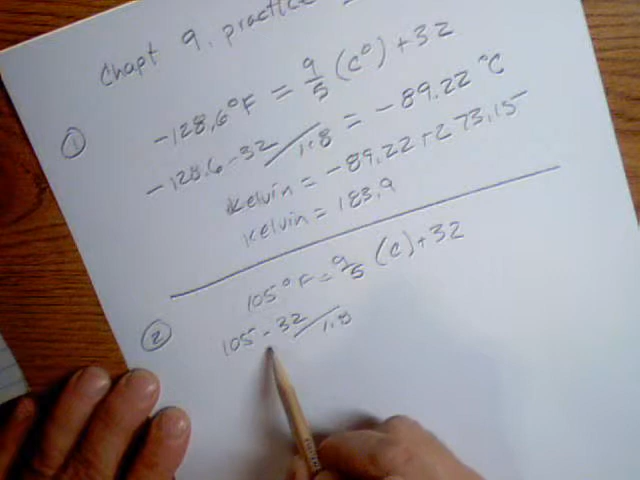 Chapt 9, practice
① -128.6°F = 9/5 (C°) + 32
-128.6 - 32 / 1.8 = -89.22 °C
Kelvin = -89.22 + 273.15
Kelvin = 183.9
② 105°F = 9/5 (C) + 32
105 - 32 / 1.8